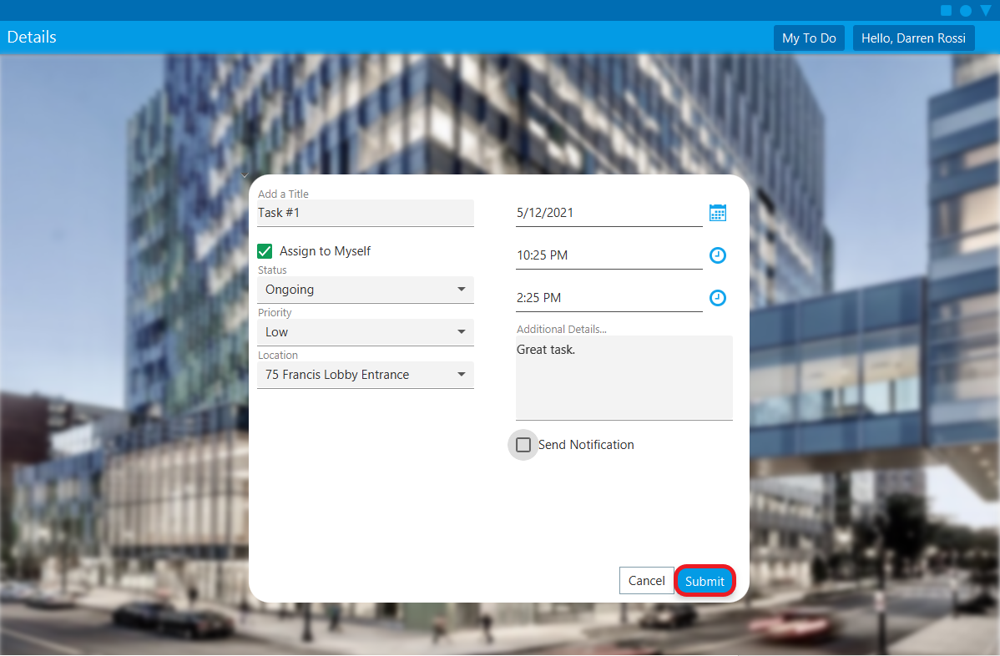 Details
My To Do
Hello, Darren Rossi
Add a Title
Task #1
Assign to Myself
Status
Ongoing
Priority
Low
Location
75 Francis Lobby Entrance
5/12/2021
10:25 PM
2:25 PM
Additional Details...
Great task.
Send Notification
Cancel
Submit